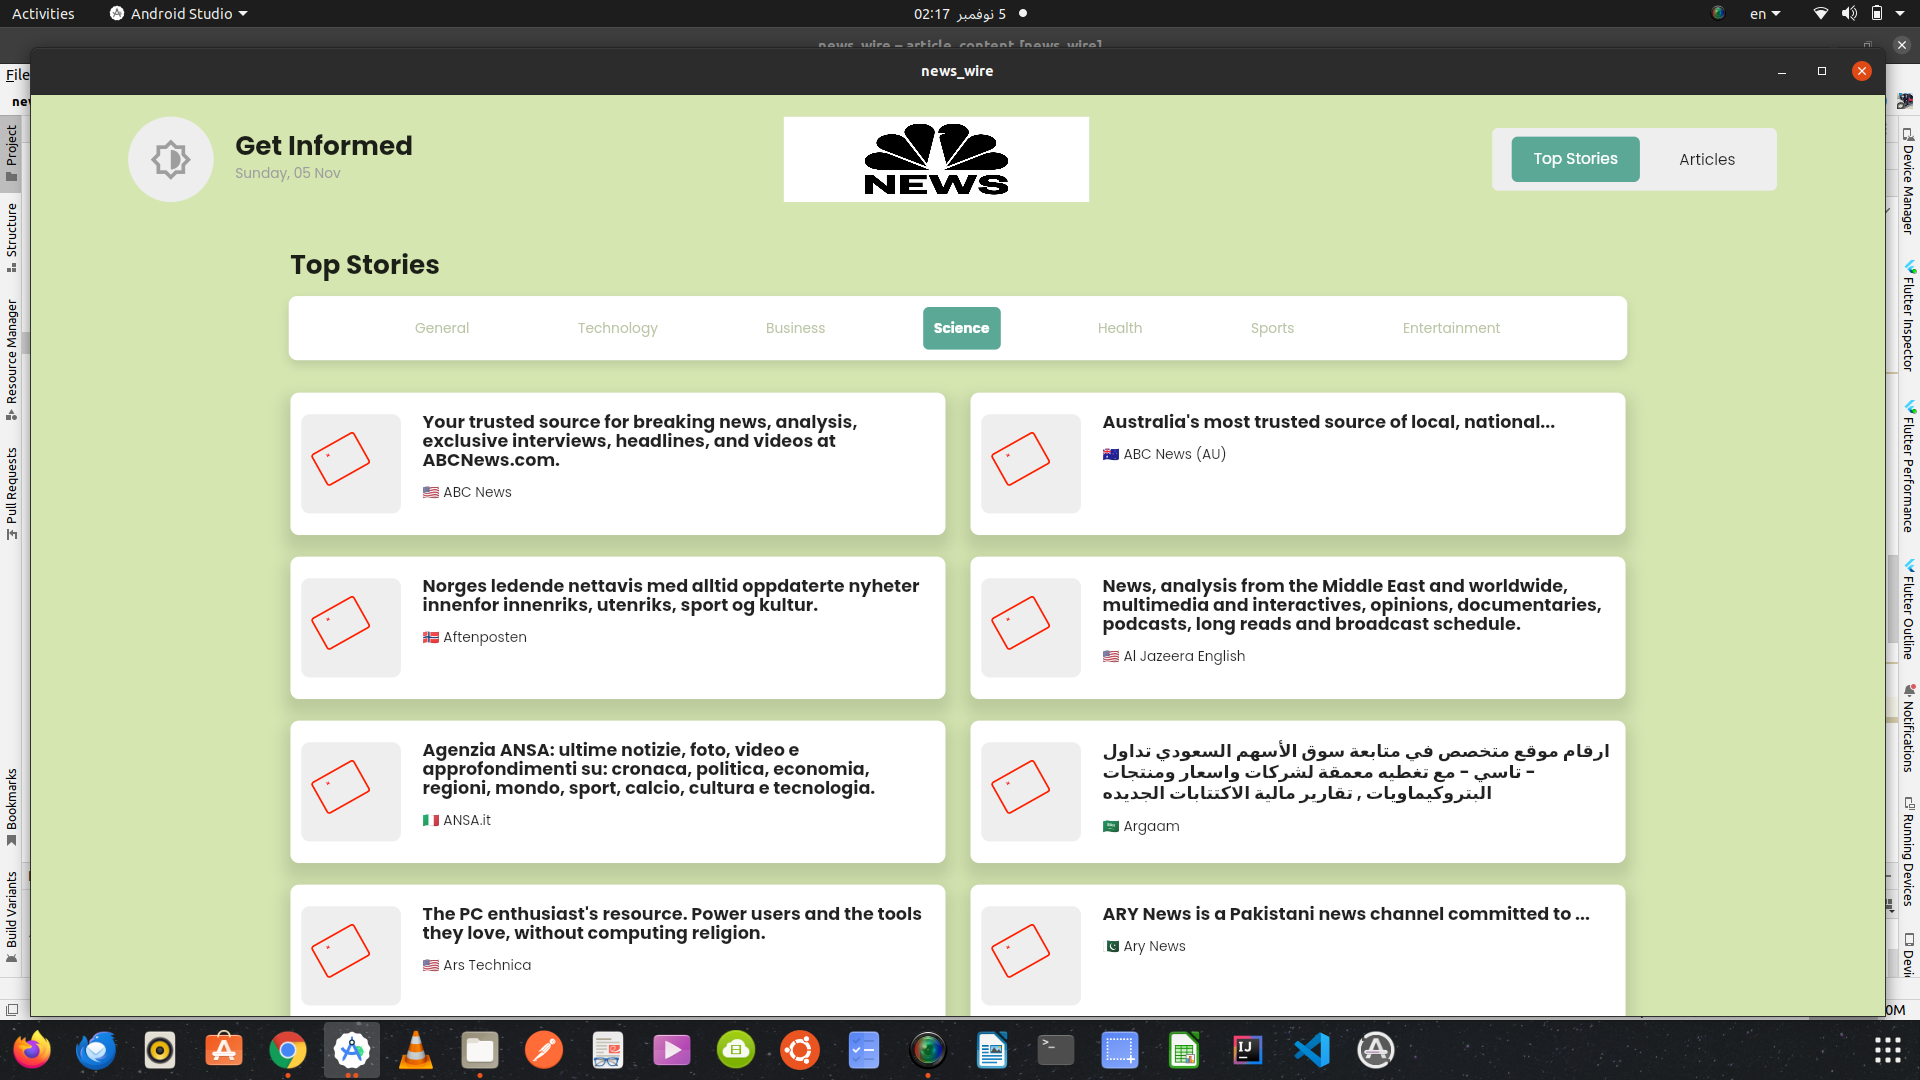 Activities
Android Studio
5 نوفمبر 02:17
en
news_wire – article_content [news_wire]
File
news_wire
Project
Structure
Resource Manager
Pull Requests
Bookmarks
Build Variants
Get Informed
Sunday, 05 Nov
NEWS
Top Stories
Articles
Top Stories
General
Technology
Business
Science
Health
Sports
Entertainment
Your trusted source for breaking news, analysis,
exclusive interviews, headlines, and videos at
ABCNews.com.
ABC News
Australia's most trusted source of local, national...
ABC News (AU)
Norges ledende nettavis med alltid oppdaterte nyheter
innenfor innenriks, utenriks, sport og kultur.
Aftenposten
News, analysis from the Middle East and worldwide,
multimedia and interactives, opinions, documentaries,
podcasts, long reads and broadcast schedule.
Al Jazeera English
Agenzia ANSA: ultime notizie, foto, video e
approfondimenti su: cronaca, politica, economia,
regioni, mondo, sport, calcio, cultura e tecnologia.
ANSA.it
ارقام موقع متخصص في متابعة سوق الأسهم السعودي تداول
- تاسي - مع تغطيه معمقة لشركات واسعار ومنتجات
البتروكيماويات , تقارير مالية الاكتتابات الجديده
Argaam
The PC enthusiast's resource. Power users and the tools
they love, without computing religion.
Ars Technica
ARY News is a Pakistani news channel committed to ...
Ary News
Device Manager
Flutter Inspector
Flutter Performance
Flutter Outline
Notifications
Running Devices